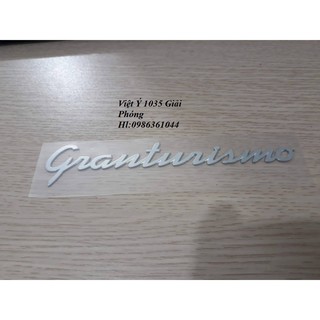 Việt Ý 1035 Giải
Phóng
Hl:0986361044
Granturismo